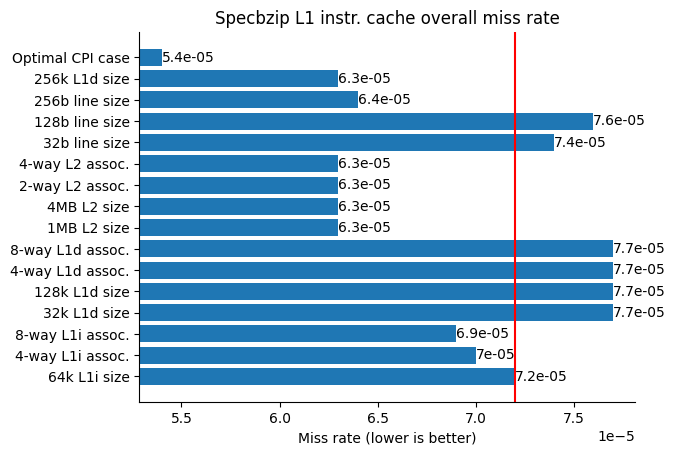 Specbzip L1 instr. cache overall miss rate
Optimal CPI case 5.4e-05
256k L1d size 6.3e-05
256b line size 6.4e-05
128b line size 7.6e-05
32b line size 7.4e-05
4-way L2 assoc. 6.3e-05
2-way L2 assoc. 6.3e-05
4MB L2 size 6.3e-05
1MB L2 size 6.3e-05
8-way L1d assoc. 7.7e-05
4-way L1d assoc. 7.7e-05
128k L1d size 7.7e-05
32k L1d size 7.7e-05
8-way L1i assoc. 6.9e-05
4-way L1i assoc. 7e-05
64k L1i size 7.2e-05
5.5 6.0 6.5 7.0 7.5
1e−5
Miss rate (lower is better)